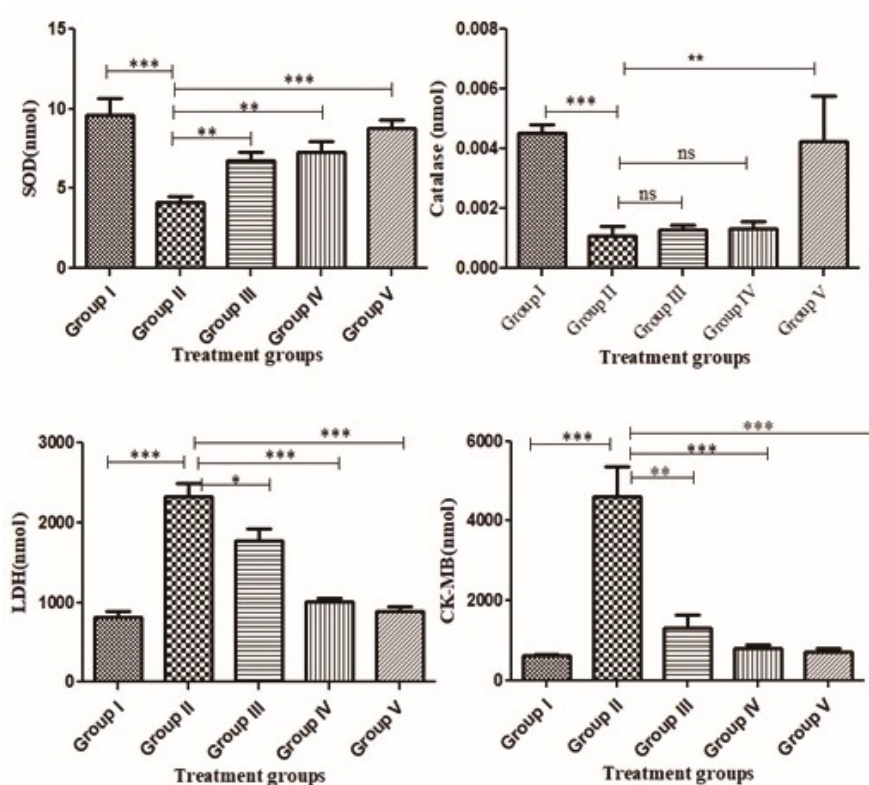 15
10
5
0
SOD(nmol)
***
***
**
**
Group I
Group II
Group III
Group IV
Group V
Treatment groups
0.008
0.006
0.004
0.002
0.000
Catalase (nmol)
**
***
ns
ns
Group I
Group II
Group III
Group IV
Group V
Treatment groups
3000
2000
1000
0
LDH(nmol)
***
***
***
*
Group I
Group II
Group III
Group IV
Group V
Treatment groups
6000
4000
2000
0
CK-MB(nmol)
***
***
***
**
Group I
Group II
Group III
Group IV
Group V
Treatment groups